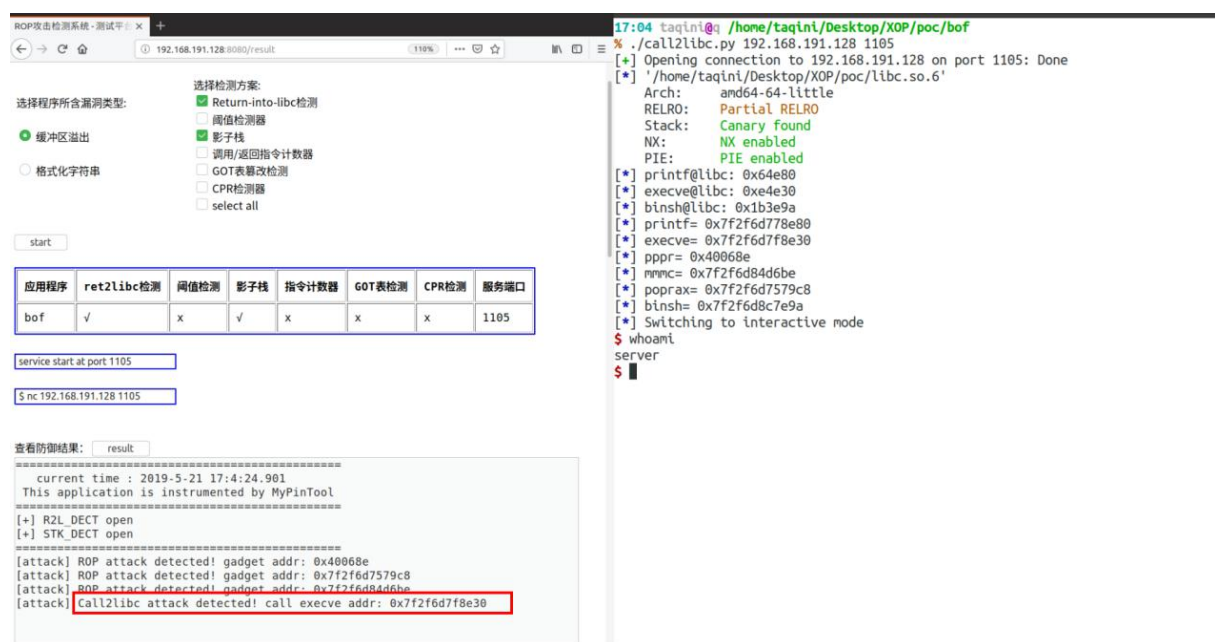 ROP攻击检测系统 - 测试平台
192.168.191.128:8080/result
110%
选择程序所含漏洞类型:
缓冲区溢出
格式化字符串
选择检测方案:
Return-into-libc检测
阈值检测器
影子栈
调用/返回指令计数器
GOT表篡改检测
CPR检测器
select all
start
应用程序 ret2libc检测 阈值检测 影子栈 指令计数器 GOT表检测 CPR检测 服务端口
bof √ x √ x x x 1105
service start at port 1105
$ nc 192.168.191.128 1105
查看防御结果: result
==================================================
current time : 2019-5-21 17:4:24.901
This application is instrumented by MyPinTool
==================================================
[+] R2L_DECT open
[+] STK_DECT open
==================================================
[attack] ROP attack detected! gadget addr: 0x40068e
[attack] ROP attack detected! gadget addr: 0x7f2f6d7579c8
[attack] ROP attack detected! gadget addr: 0x7f2f6d84d6be
[attack] Call2libc attack detected! call execve addr: 0x7f2f6d7f8e30
17:04 taqini@q /home/taqini/Desktop/XOP/poc/bof
% ./call2libc.py 192.168.191.128 1105
[+] Opening connection to 192.168.191.128 on port 1105: Done
[*] '/home/taqini/Desktop/XOP/poc/libc.so.6'
Arch: amd64-64-little
RELRO: Partial RELRO
Stack: Canary found
NX: NX enabled
PIE: PIE enabled
[*] printf@libc: 0x64e80
[*] execve@libc: 0xe4e30
[*] binsh@libc: 0x1b3e9a
[*] printf= 0x7f2f6d778e80
[*] execve= 0x7f2f6d7f8e30
[*] pppr= 0x40068e
[*] mmmc= 0x7f2f6d84d6be
[*] poprax= 0x7f2f6d7579c8
[*] binsh= 0x7f2f6d8c7e9a
[*] Switching to interactive mode
$ whoami
server
$